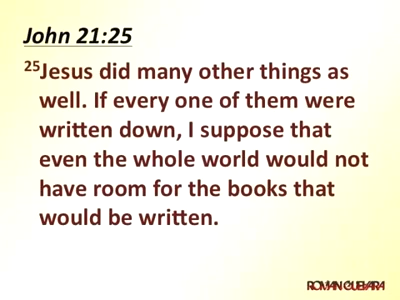 John 21:25
25Jesus did many other things as
well. If every one of them were
written down, I suppose that
even the whole world would not
have room for the books that
would be written.
ROMAN GUEVARA